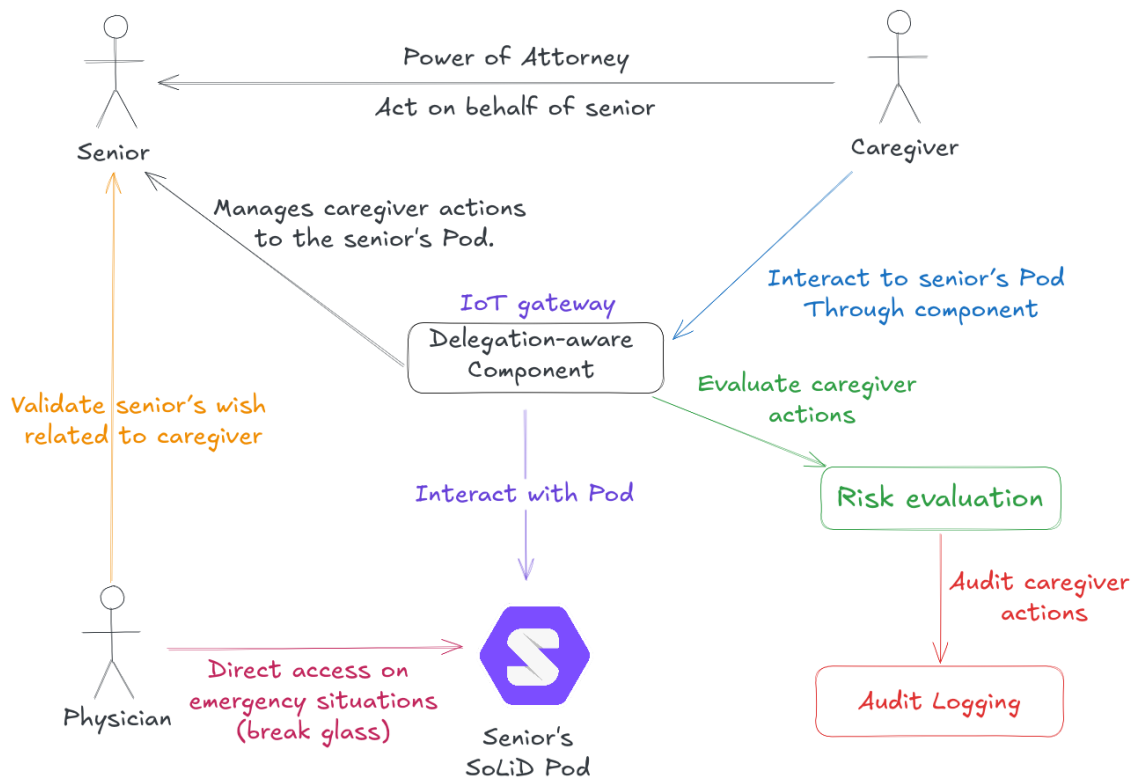 Power of Attorney
Act on behalf of senior
Senior
Caregiver
Manages caregiver actions
to the senior's Pod.
Interact to senior's Pod
Through component
IoT gateway
Delegation-aware
Component
Evaluate caregiver
actions
Validate senior's wish
related to caregiver
Interact with Pod
Risk evaluation
Audit caregiver
actions
Direct access on
emergency situations
(break glass)
Physician
Audit Logging
Senior's
SoLiD Pod